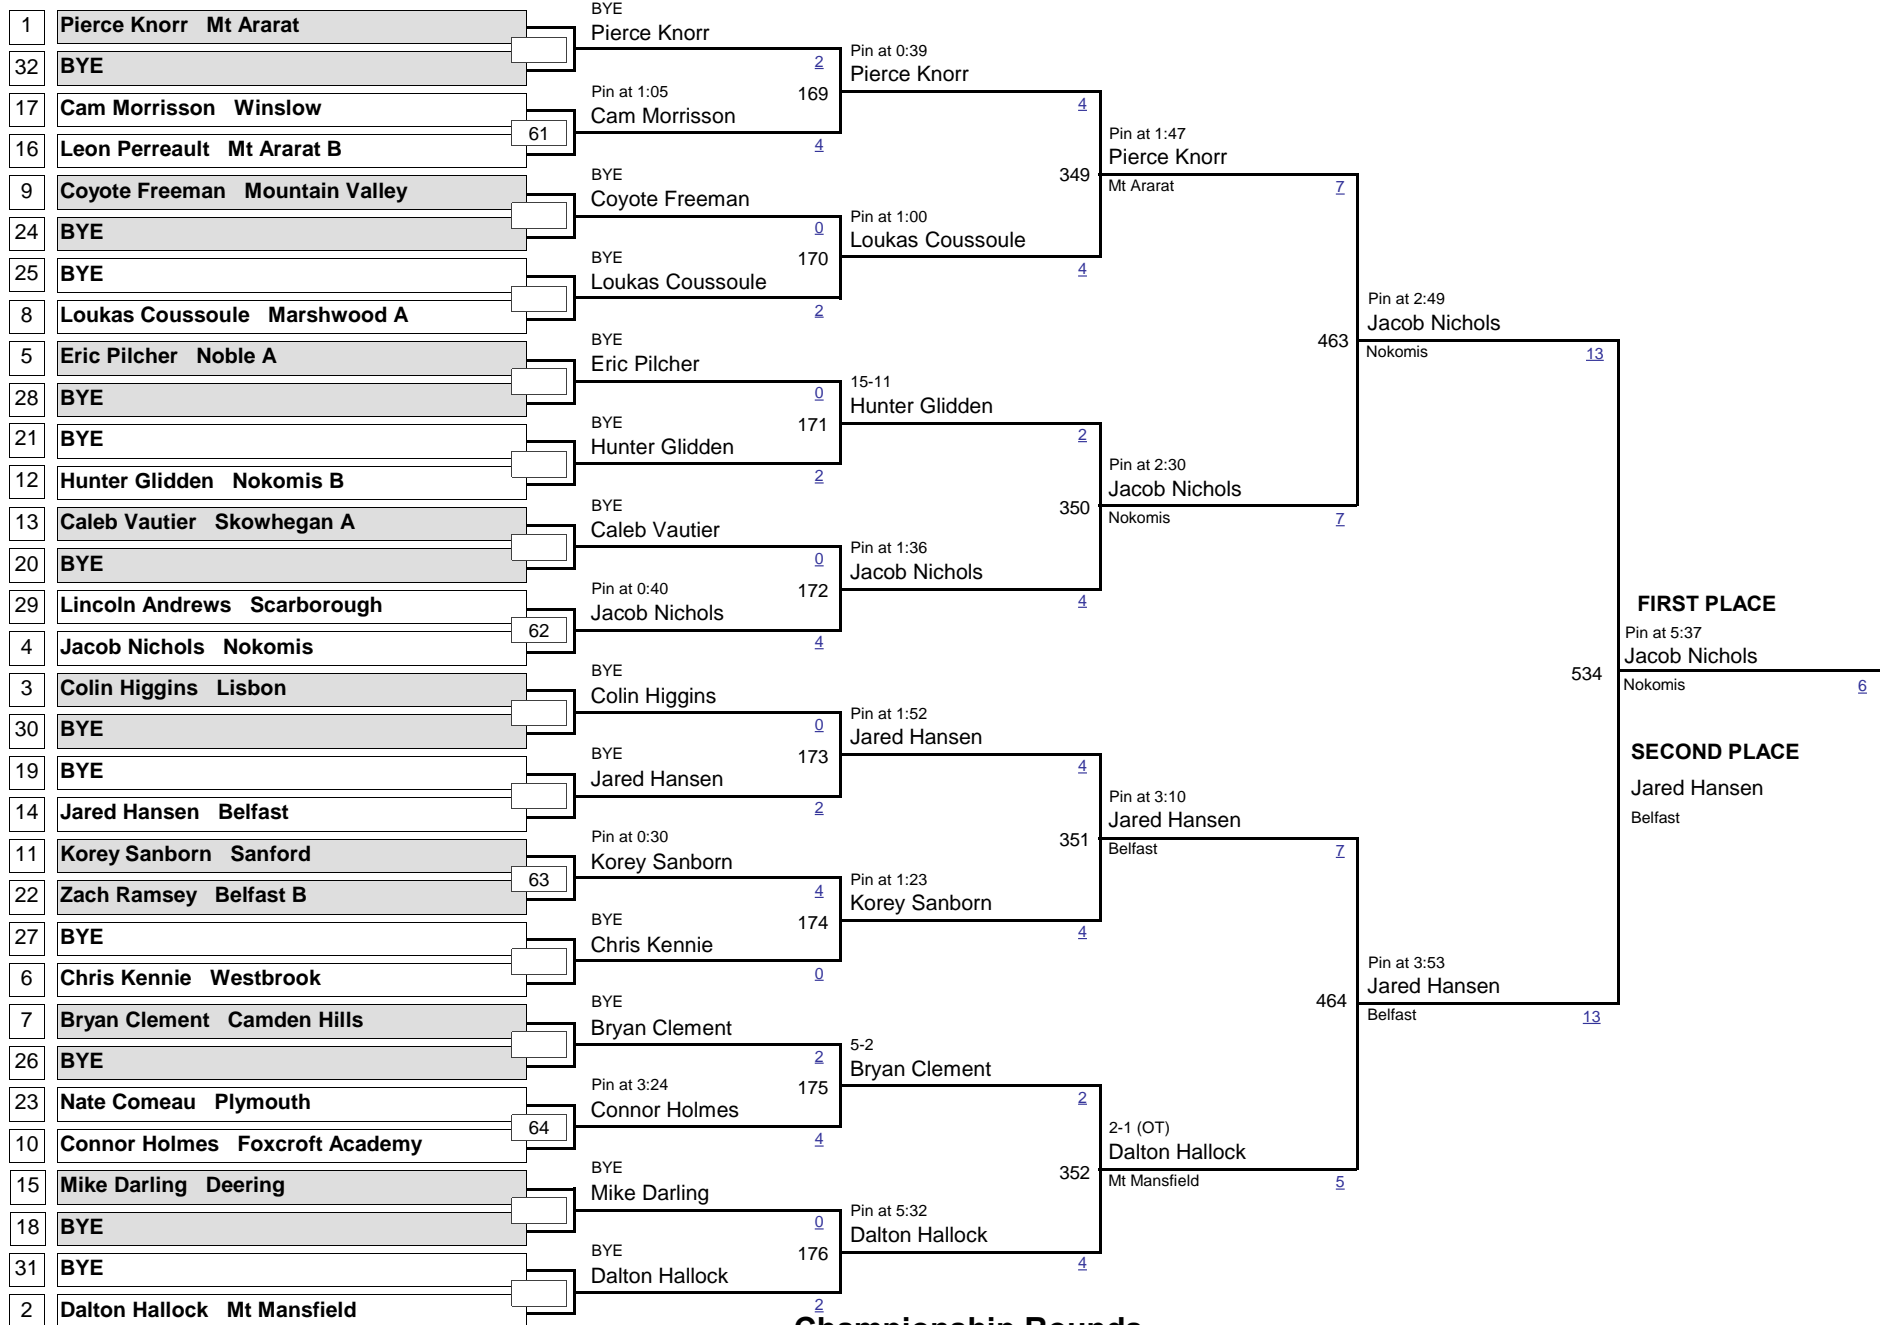 1 Pierce Knorr Mt Ararat
32 BYE
17 Cam Morrisson Winslow
61
16 Leon Perreault Mt Ararat B
9 Coyote Freeman Mountain Valley
24 BYE
25 BYE
8 Loukas Coussoule Marshwood A
5 Eric Pilcher Noble A
28 BYE
21 BYE
12 Hunter Glidden Nokomis B
13 Caleb Vautier Skowhegan A
20 BYE
29 Lincoln Andrews Scarborough
62
4 Jacob Nichols Nokomis
3 Colin Higgins Lisbon
30 BYE
19 BYE
14 Jared Hansen Belfast
11 Korey Sanborn Sanford
63
22 Zach Ramsey Belfast B
27 BYE
6 Chris Kennie Westbrook
7 Bryan Clement Camden Hills
26 BYE
23 Nate Comeau Plymouth
64
10 Connor Holmes Foxcroft Academy
15 Mike Darling Deering
18 BYE
31 BYE
2 Dalton Hallock Mt Mansfield
BYE
Pierce Knorr
2
Pin at 1:05
169
Cam Morrisson
4
BYE
Coyote Freeman
0
BYE
170
Loukas Coussoule
2
BYE
Eric Pilcher
0
BYE
171
Hunter Glidden
2
BYE
Caleb Vautier
0
Pin at 0:40
172
Jacob Nichols
4
BYE
Colin Higgins
0
BYE
173
Jared Hansen
2
Pin at 0:30
Korey Sanborn
4
BYE
174
Chris Kennie
0
BYE
Bryan Clement
2
Pin at 3:24
175
Connor Holmes
4
BYE
Mike Darling
0
BYE
176
Dalton Hallock
2
Pin at 0:39
Pierce Knorr
4
349
Pin at 1:00
Loukas Coussoule
4
15-11
Hunter Glidden
2
350
Pin at 1:36
Jacob Nichols
4
Pin at 1:52
Jared Hansen
4
351
Pin at 1:23
Korey Sanborn
4
5-2
Bryan Clement
2
352
Pin at 5:32
Dalton Hallock
4
Pin at 1:47
Pierce Knorr
Mt Ararat
7
463
Pin at 2:30
Jacob Nichols
Nokomis
7
Pin at 3:10
Jared Hansen
Belfast
7
464
2-1 (OT)
Dalton Hallock
Mt Mansfield
5
Pin at 2:49
Jacob Nichols
Nokomis
13
534
Pin at 3:53
Jared Hansen
Belfast
13
FIRST PLACE
Pin at 5:37
Jacob Nichols
Nokomis
6
SECOND PLACE
Jared Hansen
Belfast
Championship Rounds